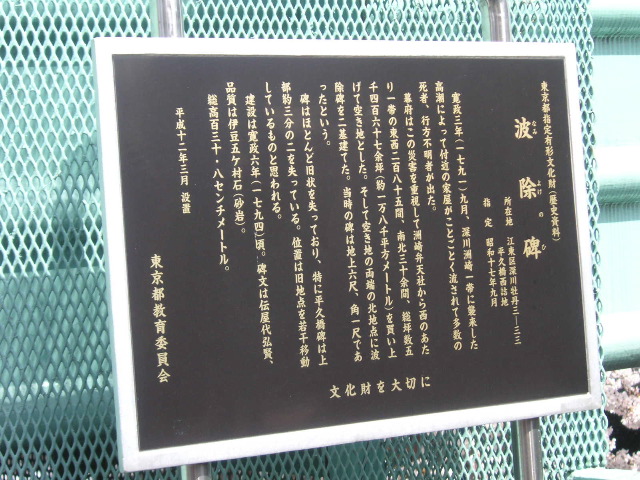 東京都指定有形文化財(歴史資料)
波除碑
なみ よけ の ひ
所在地 江東区深川牡丹三―三三
平久橋西詰地
指定 昭和十七年九月
寛政三年(一七九一)九月、深川洲崎一帯に襲来した
高潮によって付近の家屋がことごとく流されて多数の
死者、行方不明者が出た。
幕府はこの災害を重視して洲崎弁天社から西のあた
り一帯の東西二百八十五間、南北三十余間、総坪数五
千四百六十七余坪(約一万八千平方メートル)を買い上
げて空き地とした。そして空き地の両端の北地点に波
除碑を二基建てた。当時の碑は地上六尺、角一尺であ
ったという。
碑はほとんど旧状を失っており、特に平久橋碑は上
部約三分の二を失っている。位置は旧地点を若干移動
しているものと思われる。
建設は寛政六年(一七九四)頃。碑文は伝屋代弘賢、
品質は伊豆五ケ村石(砂岩)。
総高百三十・八センチメートル。
平成十二年三月 設置
東京都教育委員会
文化財を大切に